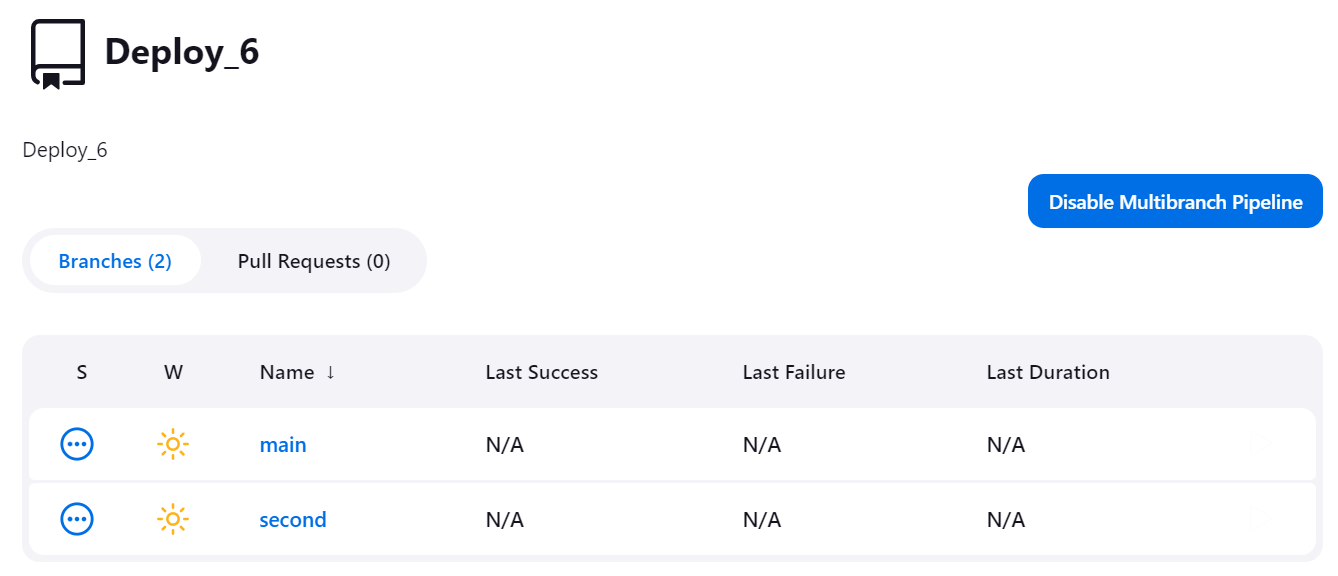 Deploy_6
Deploy_6
Disable Multibranch Pipeline
Branches (2) Pull Requests (0)
S W Name ↓ Last Success Last Failure Last Duration
main N/A N/A N/A
second N/A N/A N/A